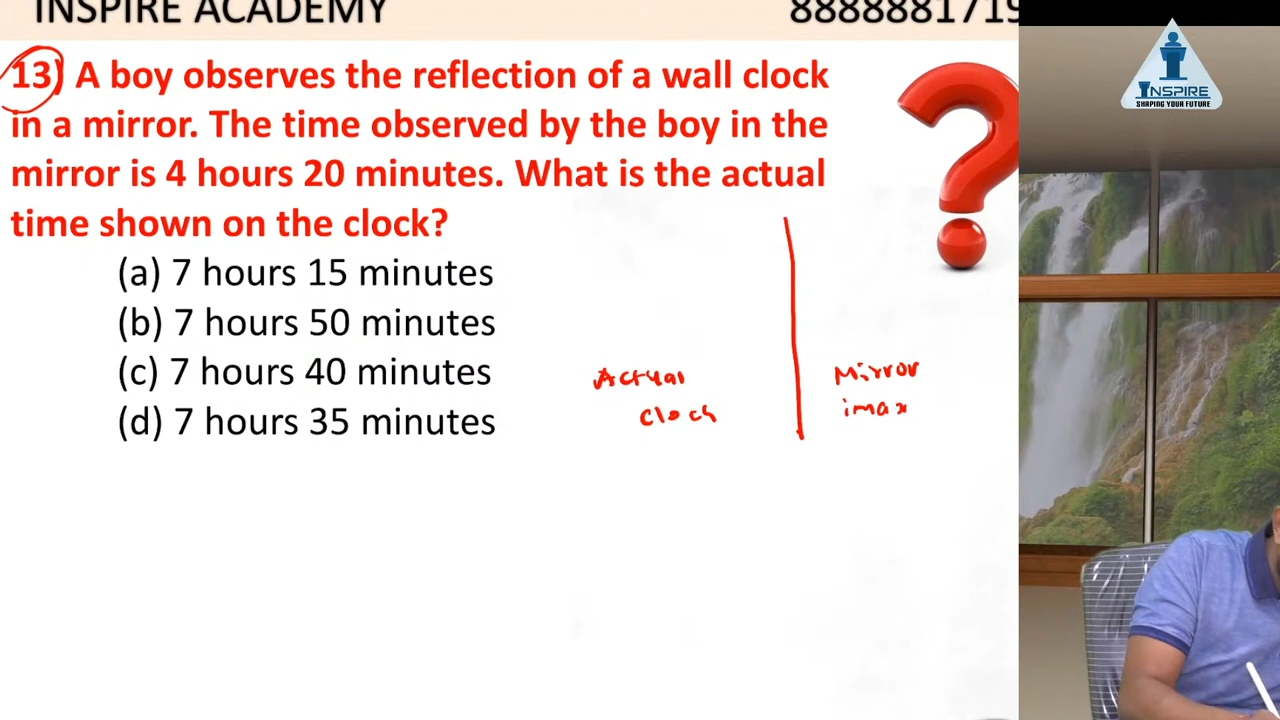 INSPIRE ACADEMY 8888881719
INSPIRE
SHAPING YOUR FUTURE
13) A boy observes the reflection of a wall clock
in a mirror. The time observed by the boy in the
mirror is 4 hours 20 minutes. What is the actual
time shown on the clock?
(a) 7 hours 15 minutes
(b) 7 hours 50 minutes
(c) 7 hours 40 minutes
(d) 7 hours 35 minutes
Actual
clock
Mirror